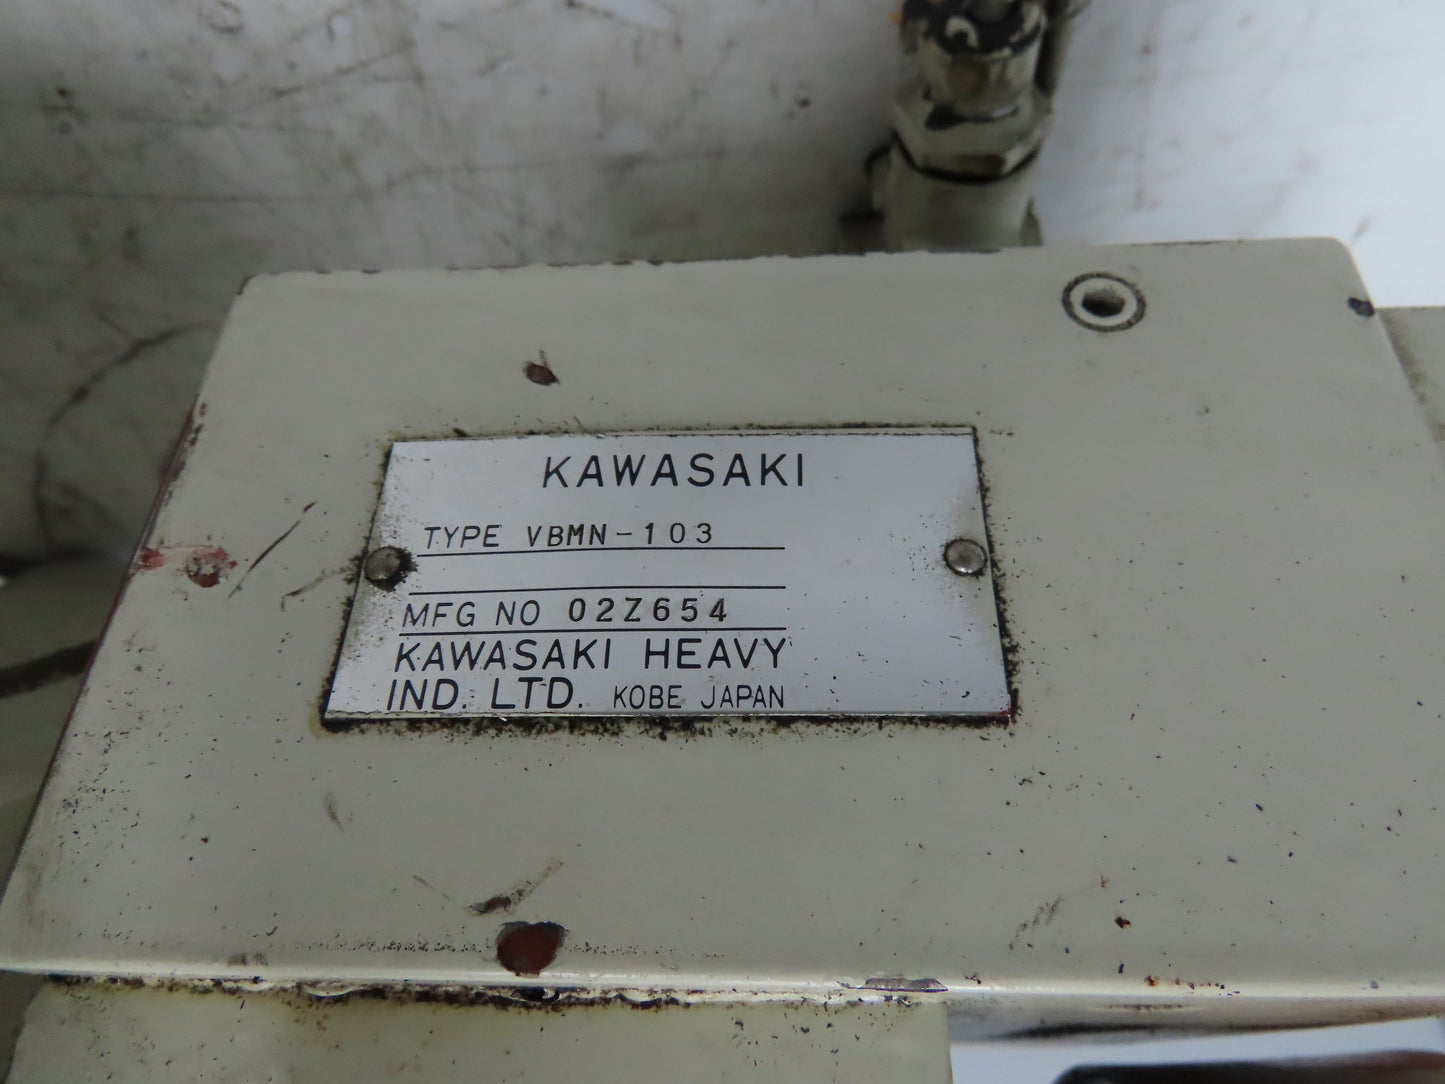 KAWASAKI
TYPE VBMN-103
MFG NO 02Z654
KAWASAKI HEAVY
IND. LTD. KOBE JAPAN